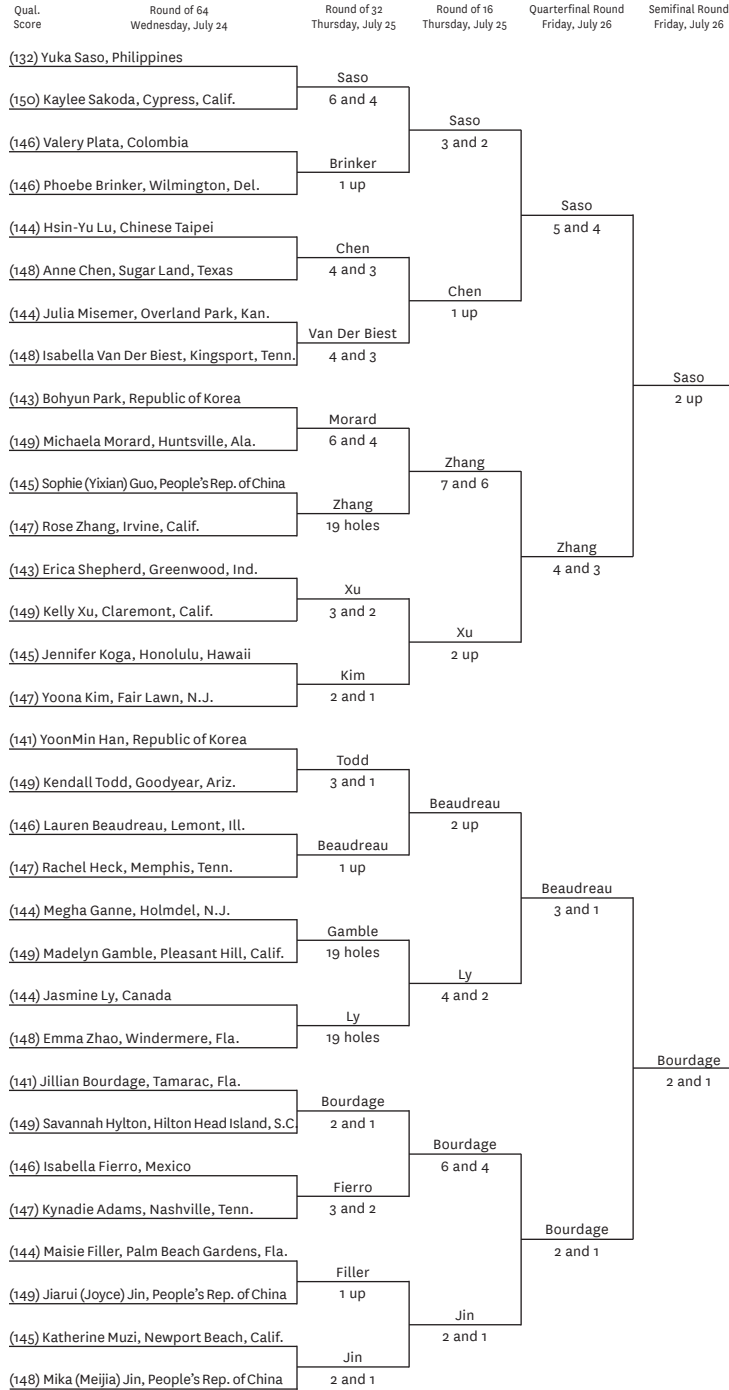 Qual. Score
Round of 64
Wednesday, July 24
Round of 32
Thursday, July 25
Round of 16
Thursday, July 25
Quarterfinal Round
Friday, July 26
Semifinal Round
Friday, July 26
(132) Yuka Saso, Philippines
(150) Kaylee Sakoda, Cypress, Calif.
(146) Valery Plata, Colombia
(146) Phoebe Brinker, Wilmington, Del.
(144) Hsin-Yu Lu, Chinese Taipei
(148) Anne Chen, Sugar Land, Texas
(144) Julia Misemer, Overland Park, Kan.
(148) Isabella Van Der Biest, Kingsport, Tenn.
(143) Bohyun Park, Republic of Korea
(149) Michaela Morard, Huntsville, Ala.
(145) Sophie (Yixian) Guo, People's Rep. of China
(147) Rose Zhang, Irvine, Calif.
(143) Erica Shepherd, Greenwood, Ind.
(149) Kelly Xu, Claremont, Calif.
(145) Jennifer Koga, Honolulu, Hawaii
(147) Yoona Kim, Fair Lawn, N.J.
(141) YoonMin Han, Republic of Korea
(149) Kendall Todd, Goodyear, Ariz.
(146) Lauren Beaudreau, Lemont, Ill.
(147) Rachel Heck, Memphis, Tenn.
(144) Megha Ganne, Holmdel, N.J.
(149) Madelyn Gamble, Pleasant Hill, Calif.
(144) Jasmine Ly, Canada
(148) Emma Zhao, Windermere, Fla.
(141) Jillian Bourdage, Tamarac, Fla.
(149) Savannah Hylton, Hilton Head Island, S.C.
(146) Isabella Fierro, Mexico
(147) Kynadie Adams, Nashville, Tenn.
(144) Maisie Filler, Palm Beach Gardens, Fla.
(149) Jiarui (Joyce) Jin, People's Rep. of China
(145) Katherine Muzi, Newport Beach, Calif.
(148) Mika (Meijia) Jin, People's Rep. of China
Saso
6 and 4
Brinker
1 up
Chen
4 and 3
Van Der Biest
4 and 3
Morard
6 and 4
Zhang
19 holes
Xu
3 and 2
Kim
2 and 1
Todd
3 and 1
Beaudreau
1 up
Gamble
19 holes
Ly
19 holes
Bourdage
2 and 1
Fierro
3 and 2
Filler
1 up
Jin
2 and 1
Saso
3 and 2
Chen
1 up
Zhang
7 and 6
Xu
2 up
Beaudreau
2 up
Ly
4 and 2
Bourdage
6 and 4
Jin
2 and 1
Saso
5 and 4
Zhang
4 and 3
Beaudreau
3 and 1
Bourdage
2 and 1
Saso
2 up
Bourdage
2 and 1